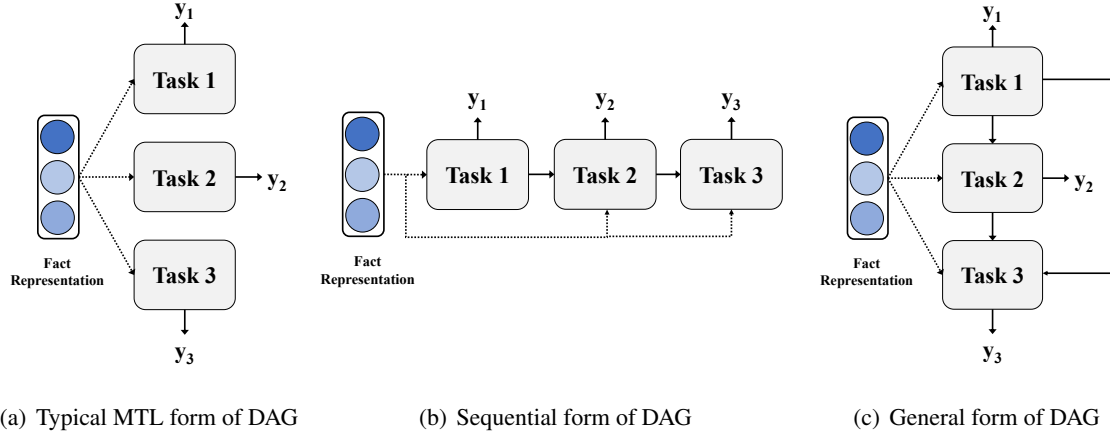 y1
Task 1
Task 2
y2
Task 3
y3
Fact
Representation
(a) Typical MTL form of DAG
y1
y2
y3
Task 1
Task 2
Task 3
Fact
Representation
(b) Sequential form of DAG
y1
Task 1
Task 2
y2
Task 3
y3
Fact
Representation
(c) General form of DAG